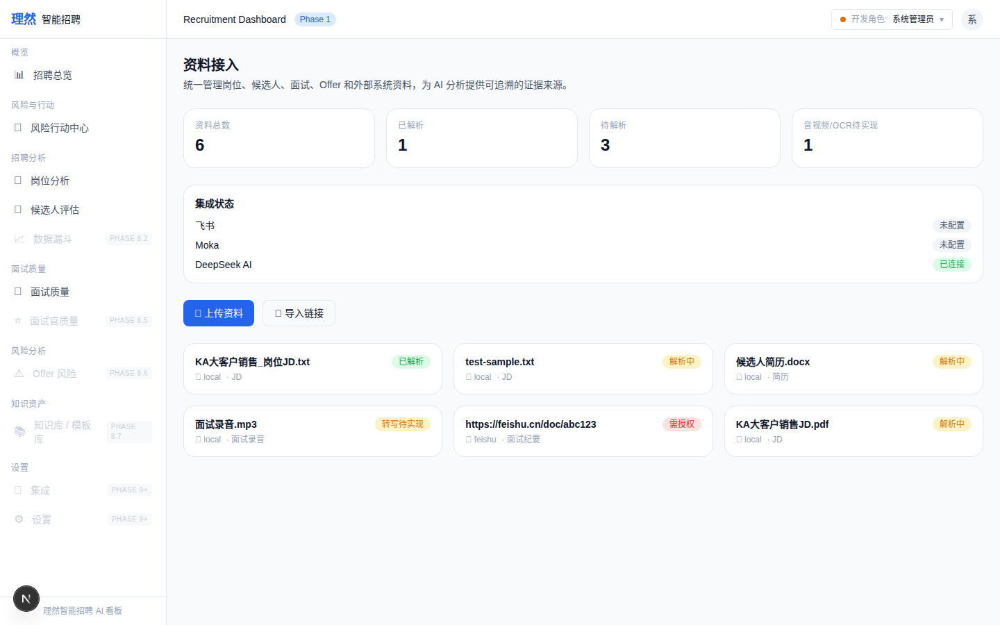 理然 智能招聘
Recruitment Dashboard Phase 1
开发角色: 系统管理员 ▾
系
概览
招聘总览
风险与行动
风险行动中心
招聘分析
岗位分析
候选人评估
数据漏斗 PHASE 8.2
面试质量
面试质量
面试官质量 PHASE 8.5
风险分析
Offer 风险 PHASE 8.6
知识资产
知识库 / 模板
库
PHASE
8.7
设置
集成 PHASE 9+
设置 PHASE 9+
理然智能招聘 AI 看板
资料接入
统一管理岗位、候选人、面试、Offer 和外部系统资料，为 AI 分析提供可追溯的证据来源。
资料总数
6
已解析
1
待解析
3
音视频/OCR待实现
1
集成状态
飞书 未配置
Moka 未配置
DeepSeek AI 已连接
上传资料
导入链接
KA大客户销售_岗位JD.txt 已解析
local · JD
test-sample.txt 解析中
local · JD
候选人简历.docx 解析中
local · 简历
面试录音.mp3 转写待实现
local · 面试录音
https://feishu.cn/doc/abc123 需授权
feishu · 面试纪要
KA大客户销售JD.pdf 解析中
local · JD